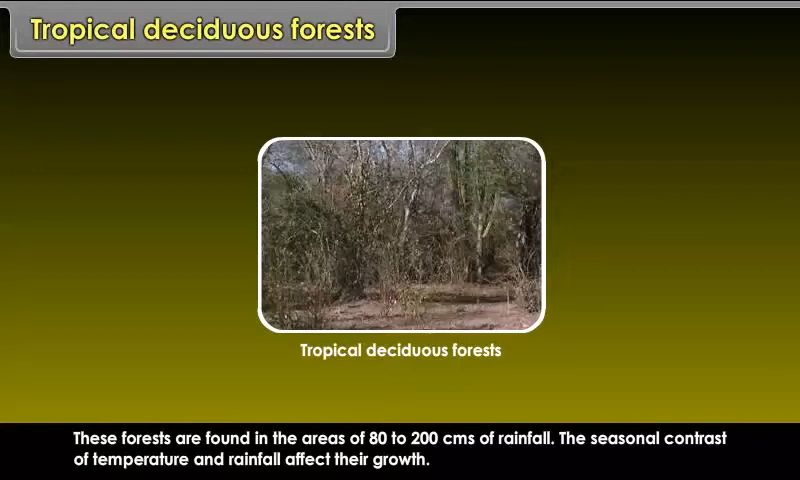 Tropical deciduous forests
Tropical deciduous forests
These forests are found in the areas of 80 to 200 cms of rainfall. The seasonal contrast
of temperature and rainfall affect their growth.